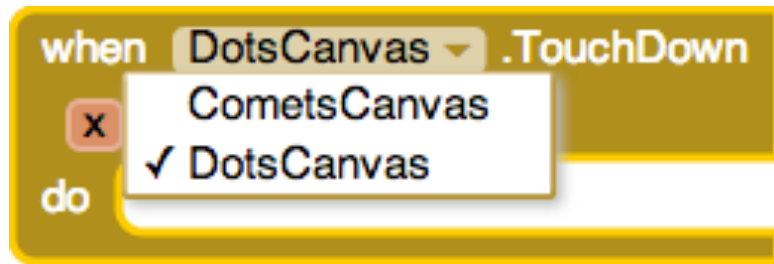 when DotsCanvas .TouchDown
CometsCanvas
x
✓ DotsCanvas
do